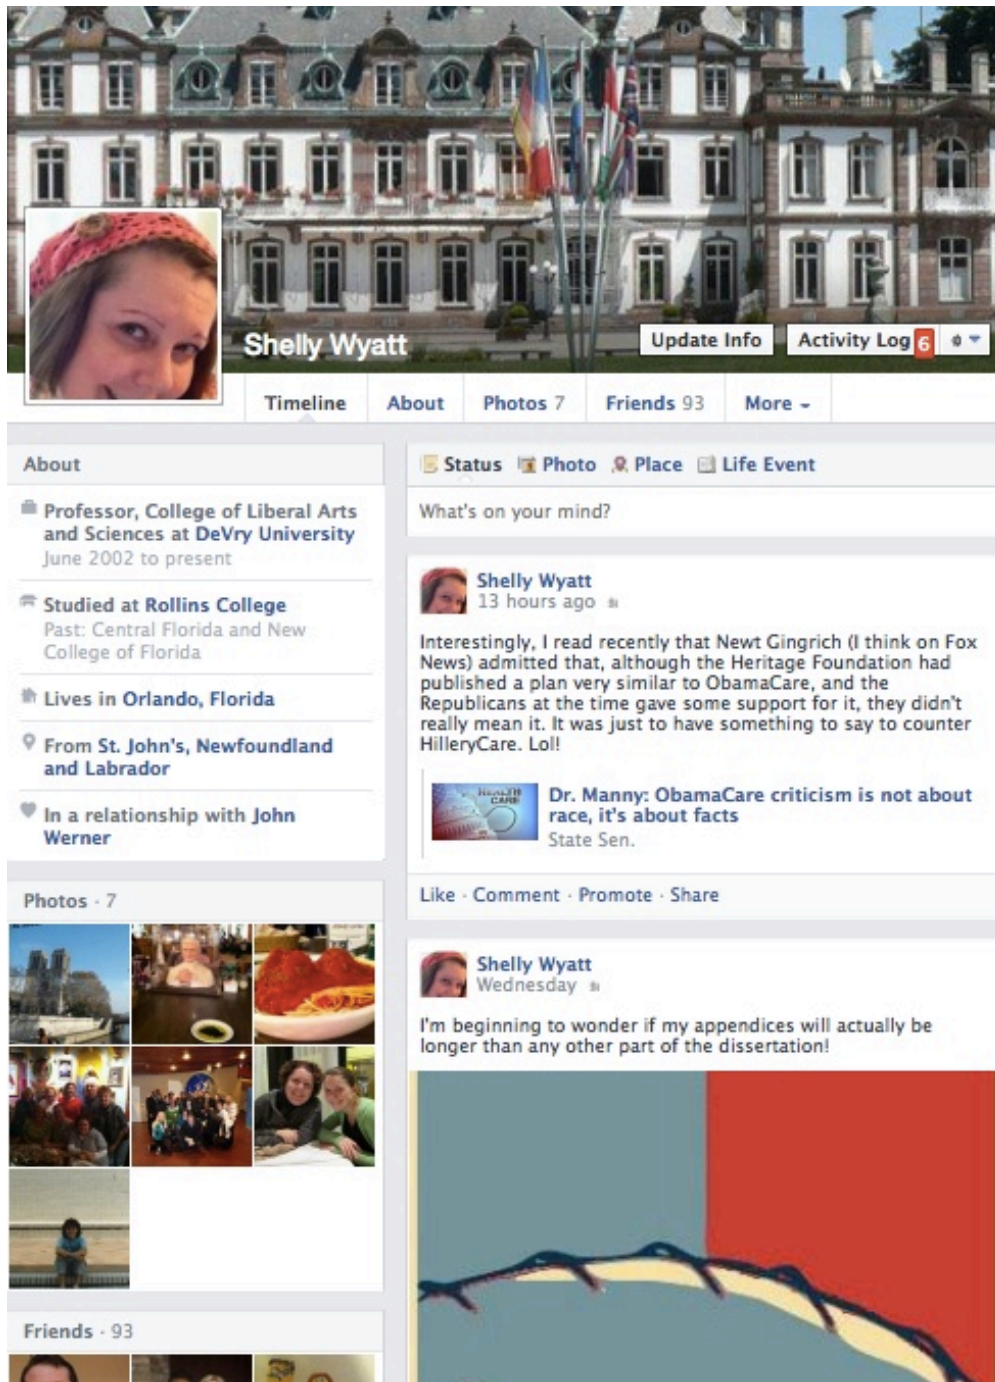 Shelly Wyatt
Update Info
Activity Log 6
Timeline
About
Photos 7
Friends 93
More
About
Professor, College of Liberal Arts
and Sciences at DeVry University
June 2002 to present
Studied at Rollins College
Past: Central Florida and New
College of Florida
Lives in Orlando, Florida
From St. John's, Newfoundland
and Labrador
In a relationship with John
Werner
Photos · 7
Friends · 93
Status
Photo
Place
Life Event
What's on your mind?
Shelly Wyatt
13 hours ago
Interestingly, I read recently that Newt Gingrich (I think on Fox
News) admitted that, although the Heritage Foundation had
published a plan very similar to ObamaCare, and the
Republicans at the time gave some support for it, they didn't
really mean it. It was just to have something to say to counter
HilleryCare. Lol!
HEALTH
CARE
Dr. Manny: ObamaCare criticism is not about
race, it's about facts
State Sen.
Like · Comment · Promote · Share
Shelly Wyatt
Wednesday
I'm beginning to wonder if my appendices will actually be
longer than any other part of the dissertation!